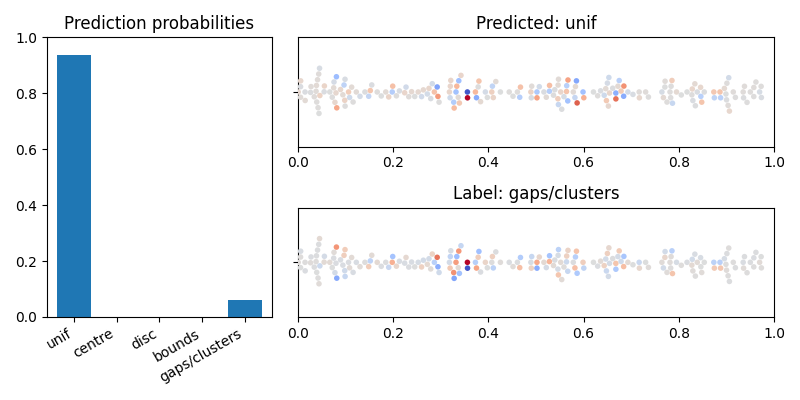 Prediction probabilities
1.0
0.8
0.6
0.4
0.2
0.0
unif
centre
disc
bounds
gaps/clusters
Predicted: unif
0.0 0.2 0.4 0.6 0.8 1.0
Label: gaps/clusters
0.0 0.2 0.4 0.6 0.8 1.0